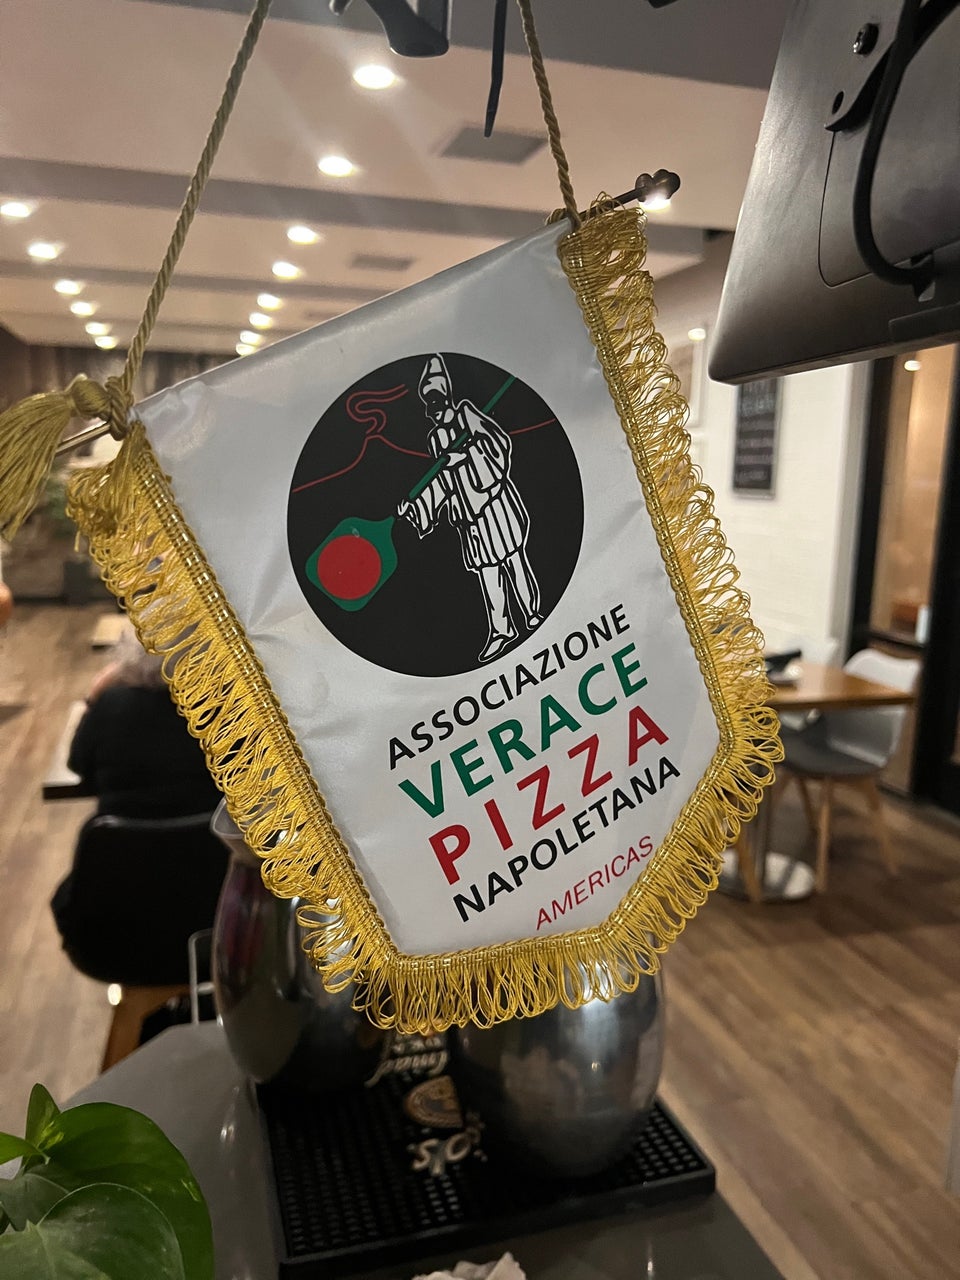 ASSOCIAZIONE
VERACE
PIZZA
NAPOLETANA
AMERICAS